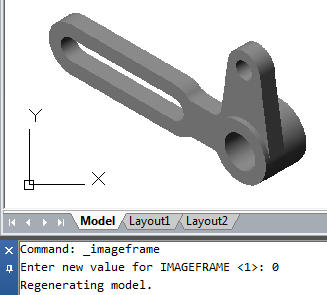 Y
X
Model Layout1 Layout2
Command: _imageframe
Enter new value for IMAGEFRAME <1>: 0
Regenerating model.